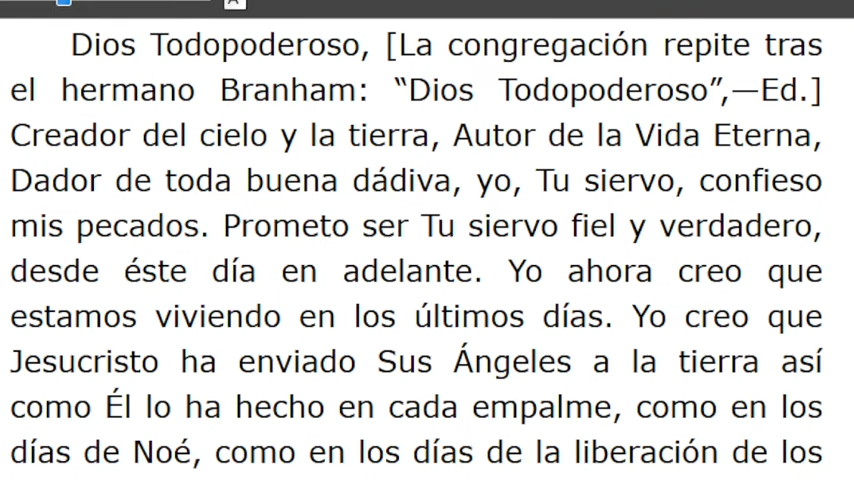 Dios Todopoderoso, [La congregación repite tras
el hermano Branham: “Dios Todopoderoso”,—Ed.]
Creador del cielo y la tierra, Autor de la Vida Eterna,
Dador de toda buena dádiva, yo, Tu siervo, confieso
mis pecados. Prometo ser Tu siervo fiel y verdadero,
desde éste día en adelante. Yo ahora creo que
estamos viviendo en los últimos días. Yo creo que
Jesucristo ha enviado Sus Ángeles a la tierra así
como Él lo ha hecho en cada empalme, como en los
días de Noé, como en los días de la liberación de los